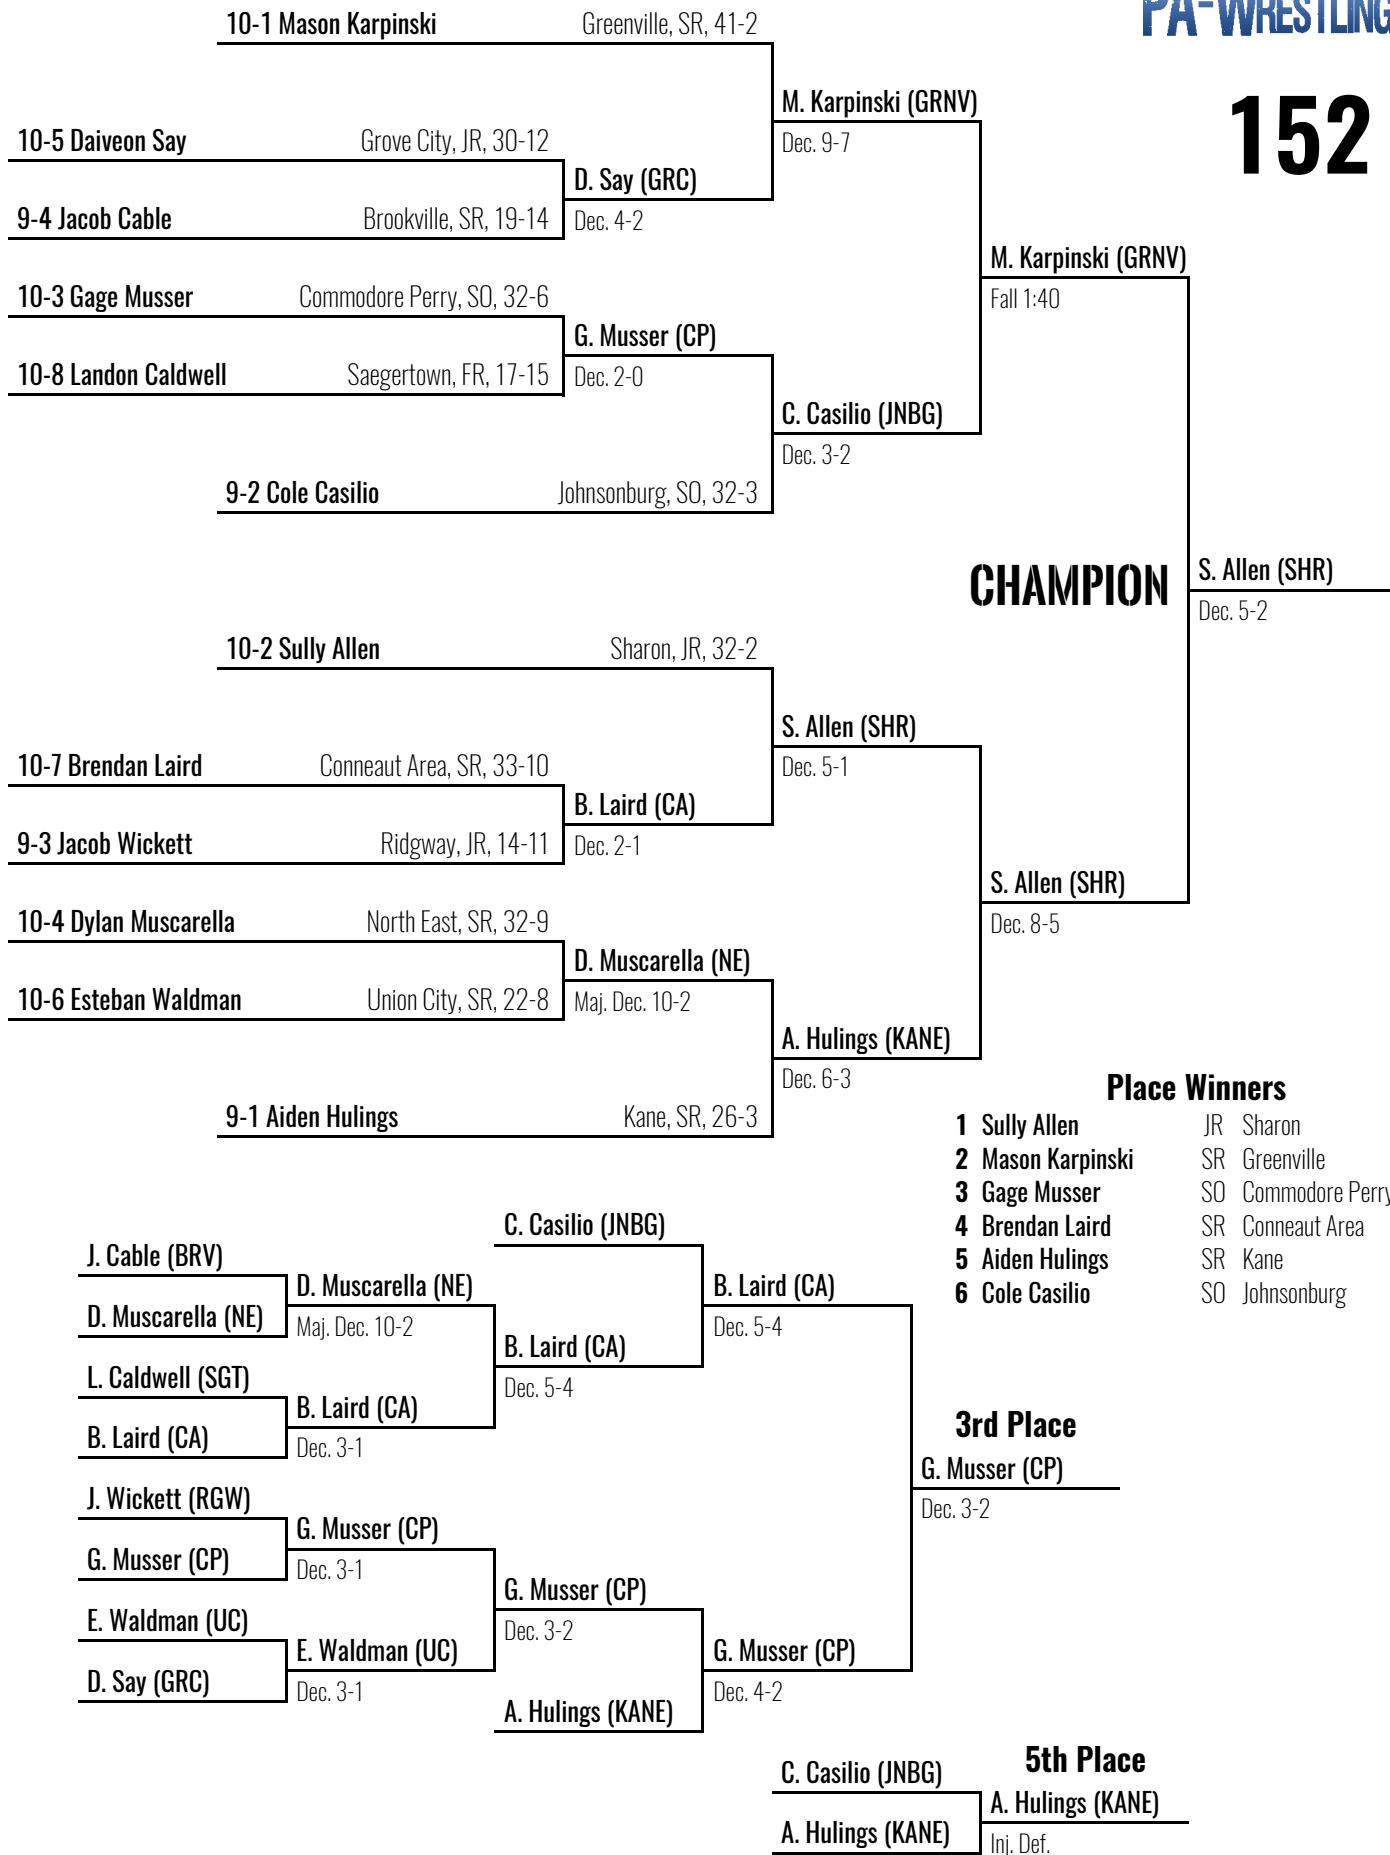 PA-WRESTLING
152
10-1 Mason Karpinski Greenville, SR, 41-2
M. Karpinski (GRNV)
Dec. 9-7
10-5 Daiveon Say Grove City, JR, 30-12
D. Say (GRC)
Dec. 4-2
9-4 Jacob Cable Brookville, SR, 19-14
M. Karpinski (GRNV)
Fall 1:40
10-3 Gage Musser Commodore Perry, SO, 32-6
G. Musser (CP)
Dec. 2-0
10-8 Landon Caldwell Saegertown, FR, 17-15
C. Casilio (JNBG)
Dec. 3-2
9-2 Cole Casilio Johnsonburg, SO, 32-3
CHAMPION
S. Allen (SHR)
Dec. 5-2
10-2 Sully Allen Sharon, JR, 32-2
S. Allen (SHR)
Dec. 5-1
10-7 Brendan Laird Conneaut Area, SR, 33-10
B. Laird (CA)
Dec. 2-1
9-3 Jacob Wickett Ridgway, JR, 14-11
S. Allen (SHR)
Dec. 8-5
10-4 Dylan Muscarella North East, SR, 32-9
D. Muscarella (NE)
Maj. Dec. 10-2
10-6 Esteban Waldman Union City, SR, 22-8
A. Hulings (KANE)
Dec. 6-3
9-1 Aiden Hulings Kane, SR, 26-3
Place Winners
1 Sully Allen JR Sharon
2 Mason Karpinski SR Greenville
3 Gage Musser SO Commodore Perry
4 Brendan Laird SR Conneaut Area
5 Aiden Hulings SR Kane
6 Cole Casilio SO Johnsonburg
C. Casilio (JNBG)
J. Cable (BRV)
D. Muscarella (NE)
Maj. Dec. 10-2
D. Muscarella (NE)
B. Laird (CA)
Dec. 5-4
B. Laird (CA)
Dec. 5-4
L. Caldwell (SGT)
B. Laird (CA)
Dec. 3-1
B. Laird (CA)
3rd Place
G. Musser (CP)
Dec. 3-2
J. Wickett (RGW)
G. Musser (CP)
Dec. 3-1
G. Musser (CP)
G. Musser (CP)
Dec. 3-2
E. Waldman (UC)
E. Waldman (UC)
Dec. 3-1
D. Say (GRC)
G. Musser (CP)
Dec. 4-2
A. Hulings (KANE)
5th Place
C. Casilio (JNBG)
A. Hulings (KANE)
Inj. Def.
A. Hulings (KANE)